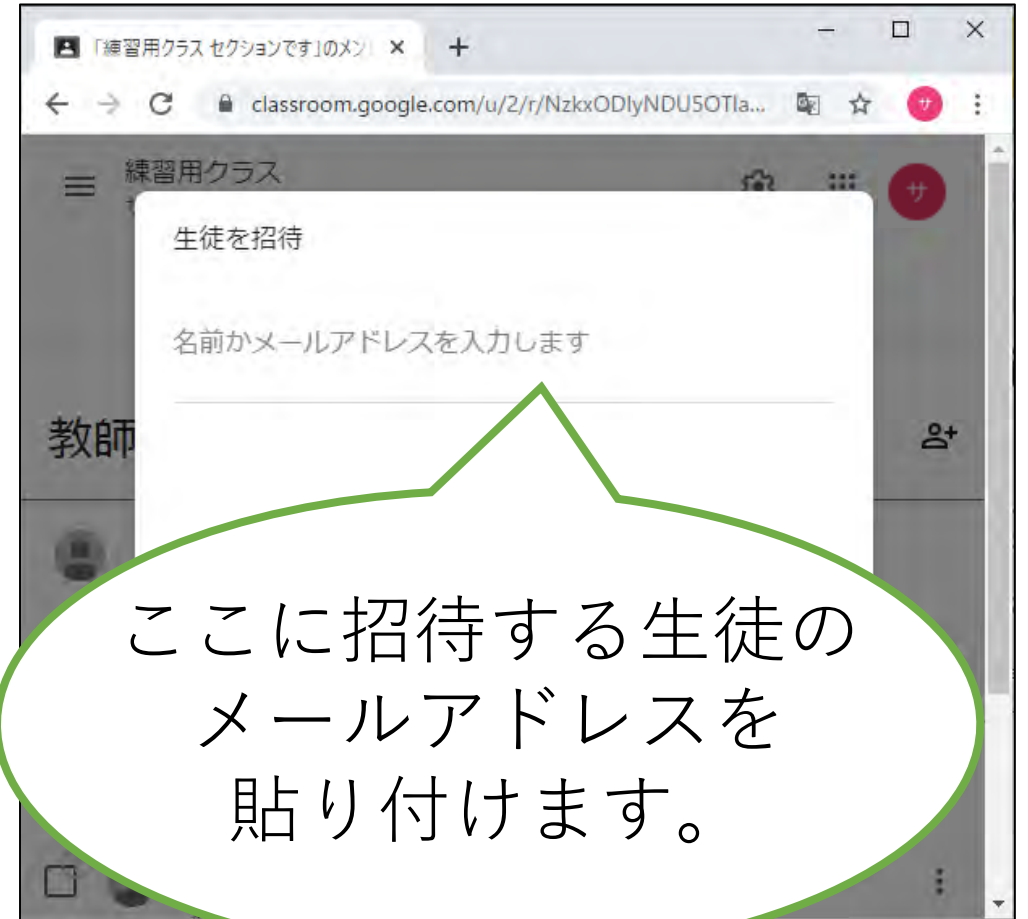 「練習用クラス セクションです」のメン
classroom.google.com/u/2/r/NzkxODIyNDU5OTIa...
サ
練習用クラス
サ
生徒を招待
名前かメールアドレスを入力します
教師
ここに招待する生徒の
メールアドレスを
貼り付けます。